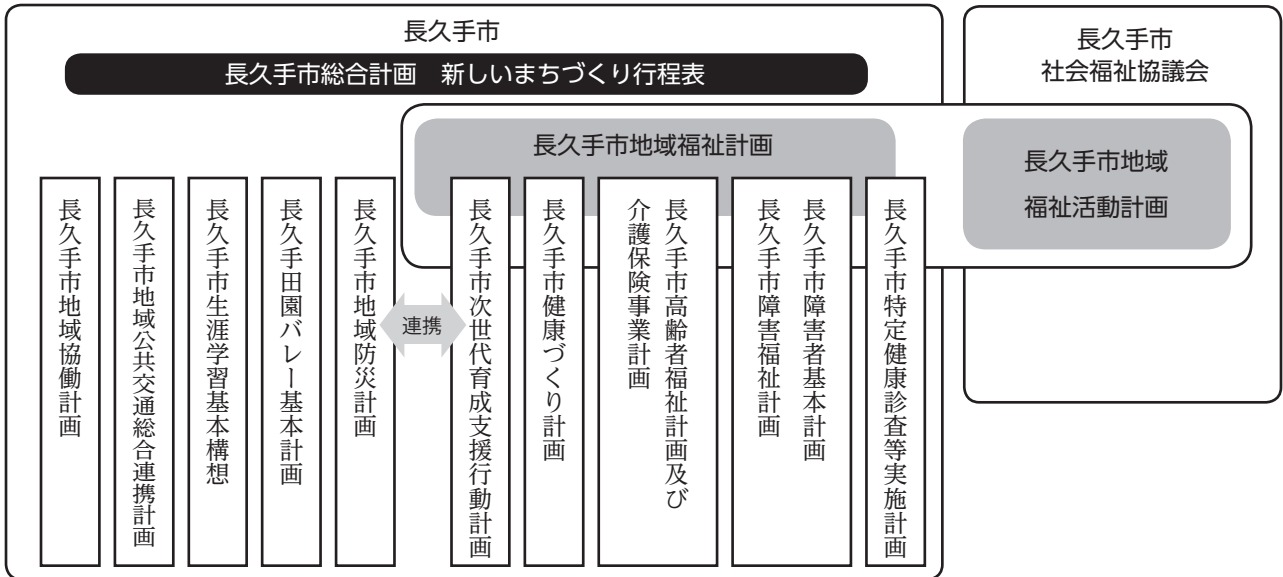 長久手市
長久手市総合計画　新しいまちづくり行程表
長久手市
社会福祉協議会
長久手市地域福祉計画
長久手市地域
福祉活動計画
長久手市地域協働計画
長久手市地域公共交通総合連携計画
長久手市生涯学習基本構想
長久手田園バレー基本計画
長久手市地域防災計画
連携
長久手市次世代育成支援行動計画
長久手市健康づくり計画
長久手市高齢者福祉計画及び
介護保険事業計画
長久手市障害者基本計画
長久手市障害福祉計画
長久手市特定健康診査等実施計画